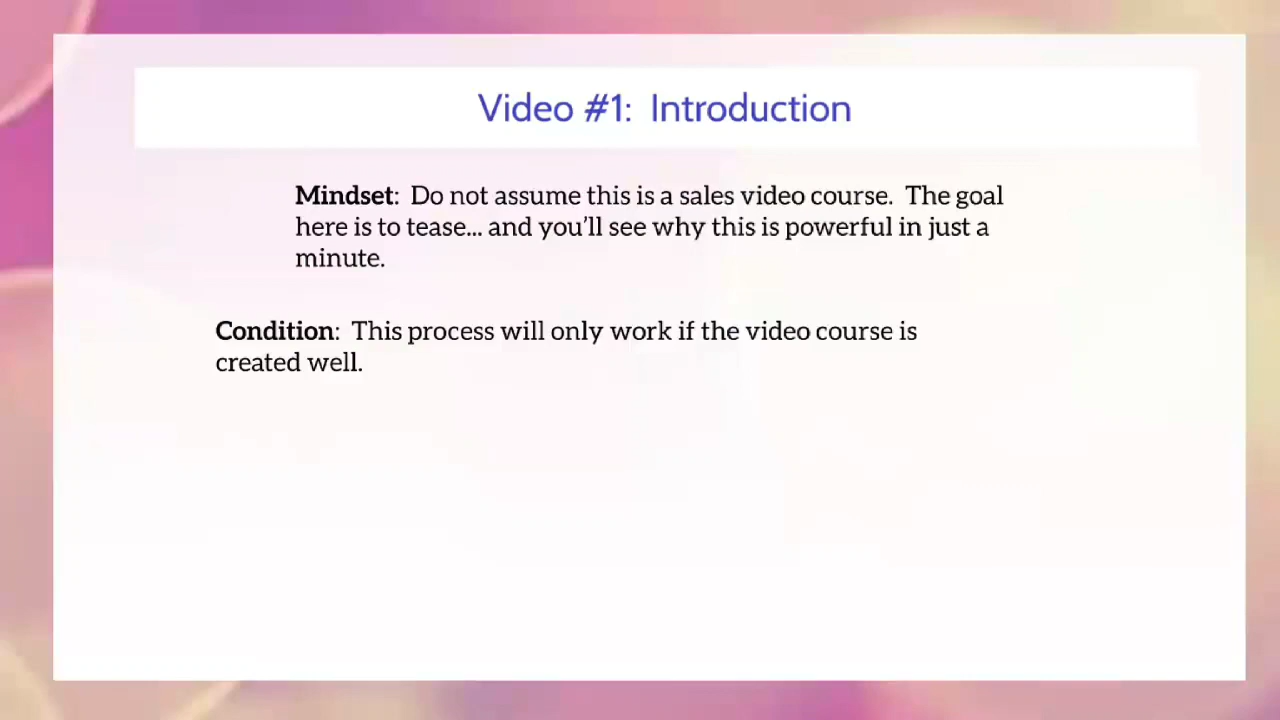 Video #1:  Introduction
Mindset:  Do not assume this is a sales video course.  The goal
here is to tease... and you’ll see why this is powerful in just a
minute.
Condition:  This process will only work if the video course is
created well.